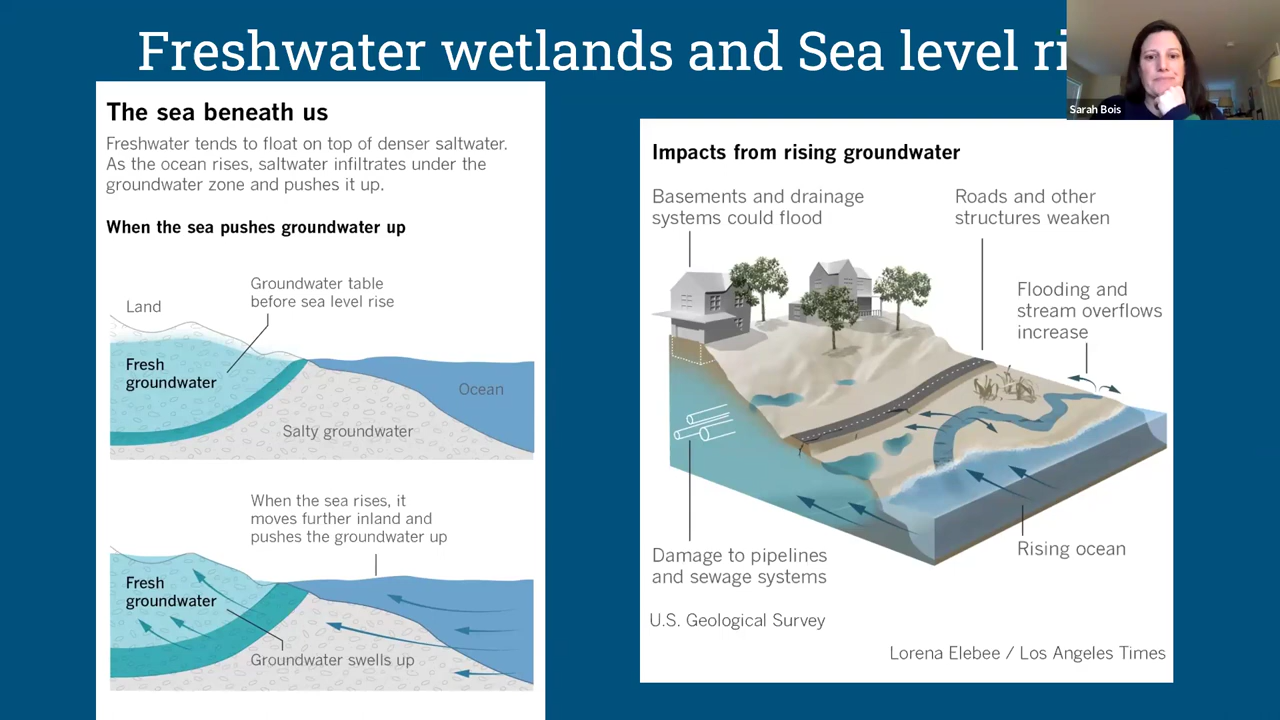 Freshwater wetlands and Sea level ri
Sarah Bois
The sea beneath us
Freshwater tends to float on top of denser saltwater.
As the ocean rises, saltwater infiltrates under the
groundwater zone and pushes it up.
When the sea pushes groundwater up
Groundwater table
before sea level rise
Land
Fresh
groundwater
Ocean
Salty groundwater
When the sea rises, it
moves further inland and
pushes the groundwater up
Fresh
groundwater
Groundwater swells up
Impacts from rising groundwater
Basements and drainage
systems could flood
Roads and other
structures weaken
Flooding and
stream overflows
increase
Damage to pipelines
and sewage systems
Rising ocean
U.S. Geological Survey
Lorena Elebee / Los Angeles Times